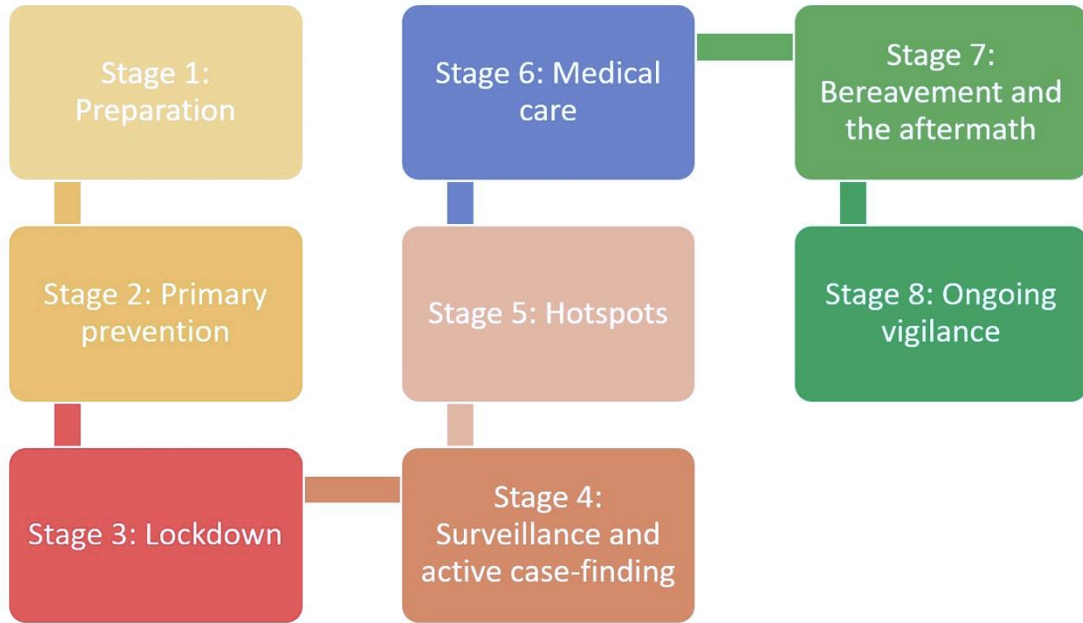 Stage 1:
Preparation
Stage 2: Primary
prevention
Stage 3: Lockdown
Stage 4:
Surveillance and
active case-finding
Stage 5: Hotspots
Stage 6: Medical
care
Stage 7:
Bereavement and
the aftermath
Stage 8: Ongoing
vigilance